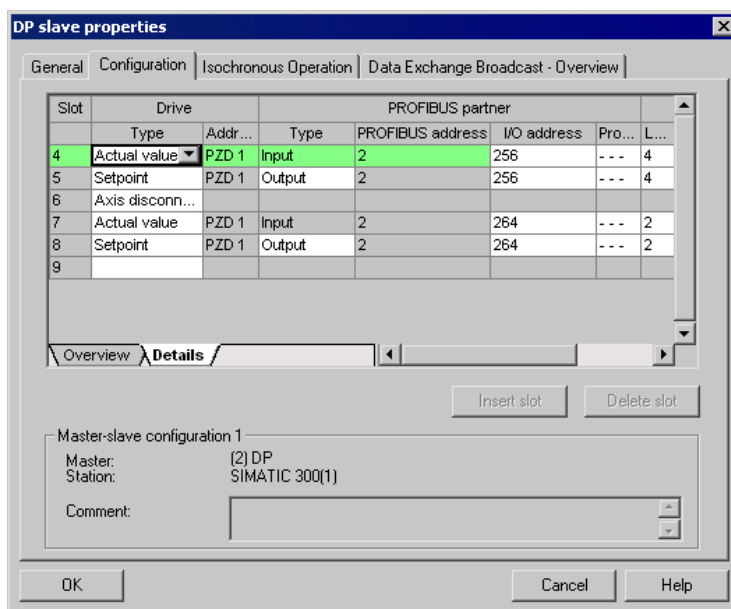 DP slave properties
General Configuration Isochronous Operation Data Exchange Broadcast - Overview
Slot Drive PROFIBUS partner
Type Addr... Type PROFIBUS address I/O address Pro... L...
4 Actual value PZD 1 Input 2 256 - - - 4
5 Setpoint PZD 1 Output 2 256 - - - 4
6 Axis disconn...
7 Actual value PZD 1 Input 2 264 - - - 2
8 Setpoint PZD 1 Output 2 264 - - - 2
9
Overview Details
Insert slot Delete slot
Master-slave configuration 1
Master: (2) DP
Station: SIMATIC 300(1)
Comment:
OK Cancel Help